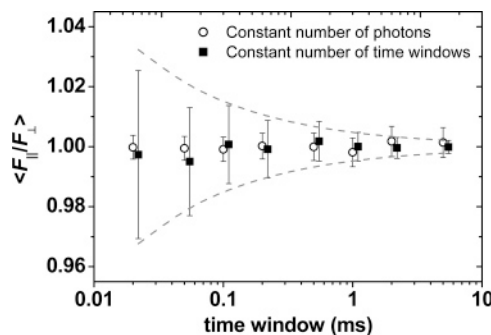 1.04
1.02
1.00
0.98
0.96
<F∥/F⊥>
Constant number of photons
Constant number of time windows
0.01
0.1
1
10
time window (ms)